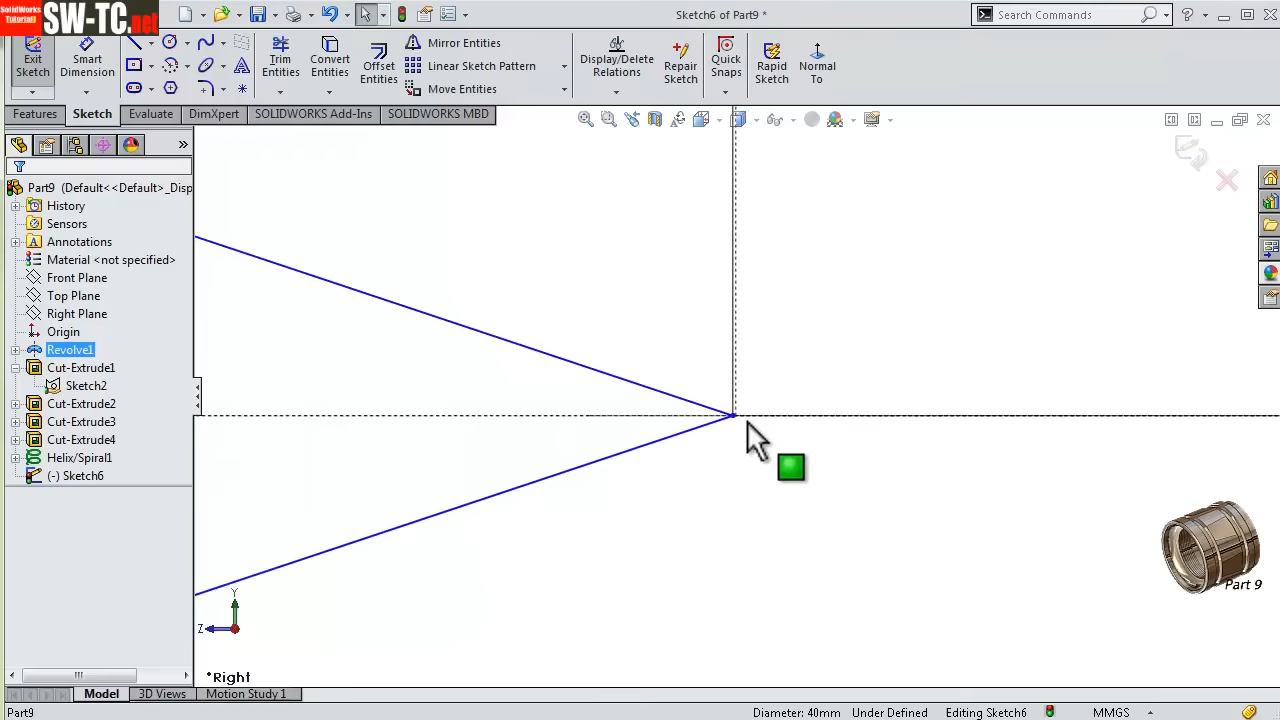 SolidWorks
Tutorial!
SW-TC.net
Sketch6 of Part9 *
Search Commands
Exit
Sketch
Smart
Dimension
Trim
Entities
Convert
Entities
Offset
Entities
Mirror Entities
Linear Sketch Pattern
Move Entities
Display/Delete
Relations
Repair
Sketch
Quick
Snaps
Rapid
Sketch
Normal
To
Features
Sketch
Evaluate
DimXpert
SOLIDWORKS Add-Ins
SOLIDWORKS MBD
Part9 (Default<<Default>_Disp
History
Sensors
Annotations
Material <not specified>
Front Plane
Top Plane
Right Plane
Origin
Revolve1
Cut-Extrude1
Sketch2
Cut-Extrude2
Cut-Extrude3
Cut-Extrude4
Helix/Spiral1
(-) Sketch6
Y
Z
*Right
Part 9
Model
3D Views
Motion Study 1
Part9
Diameter: 40mm
Under Defined
Editing Sketch6
MMGS